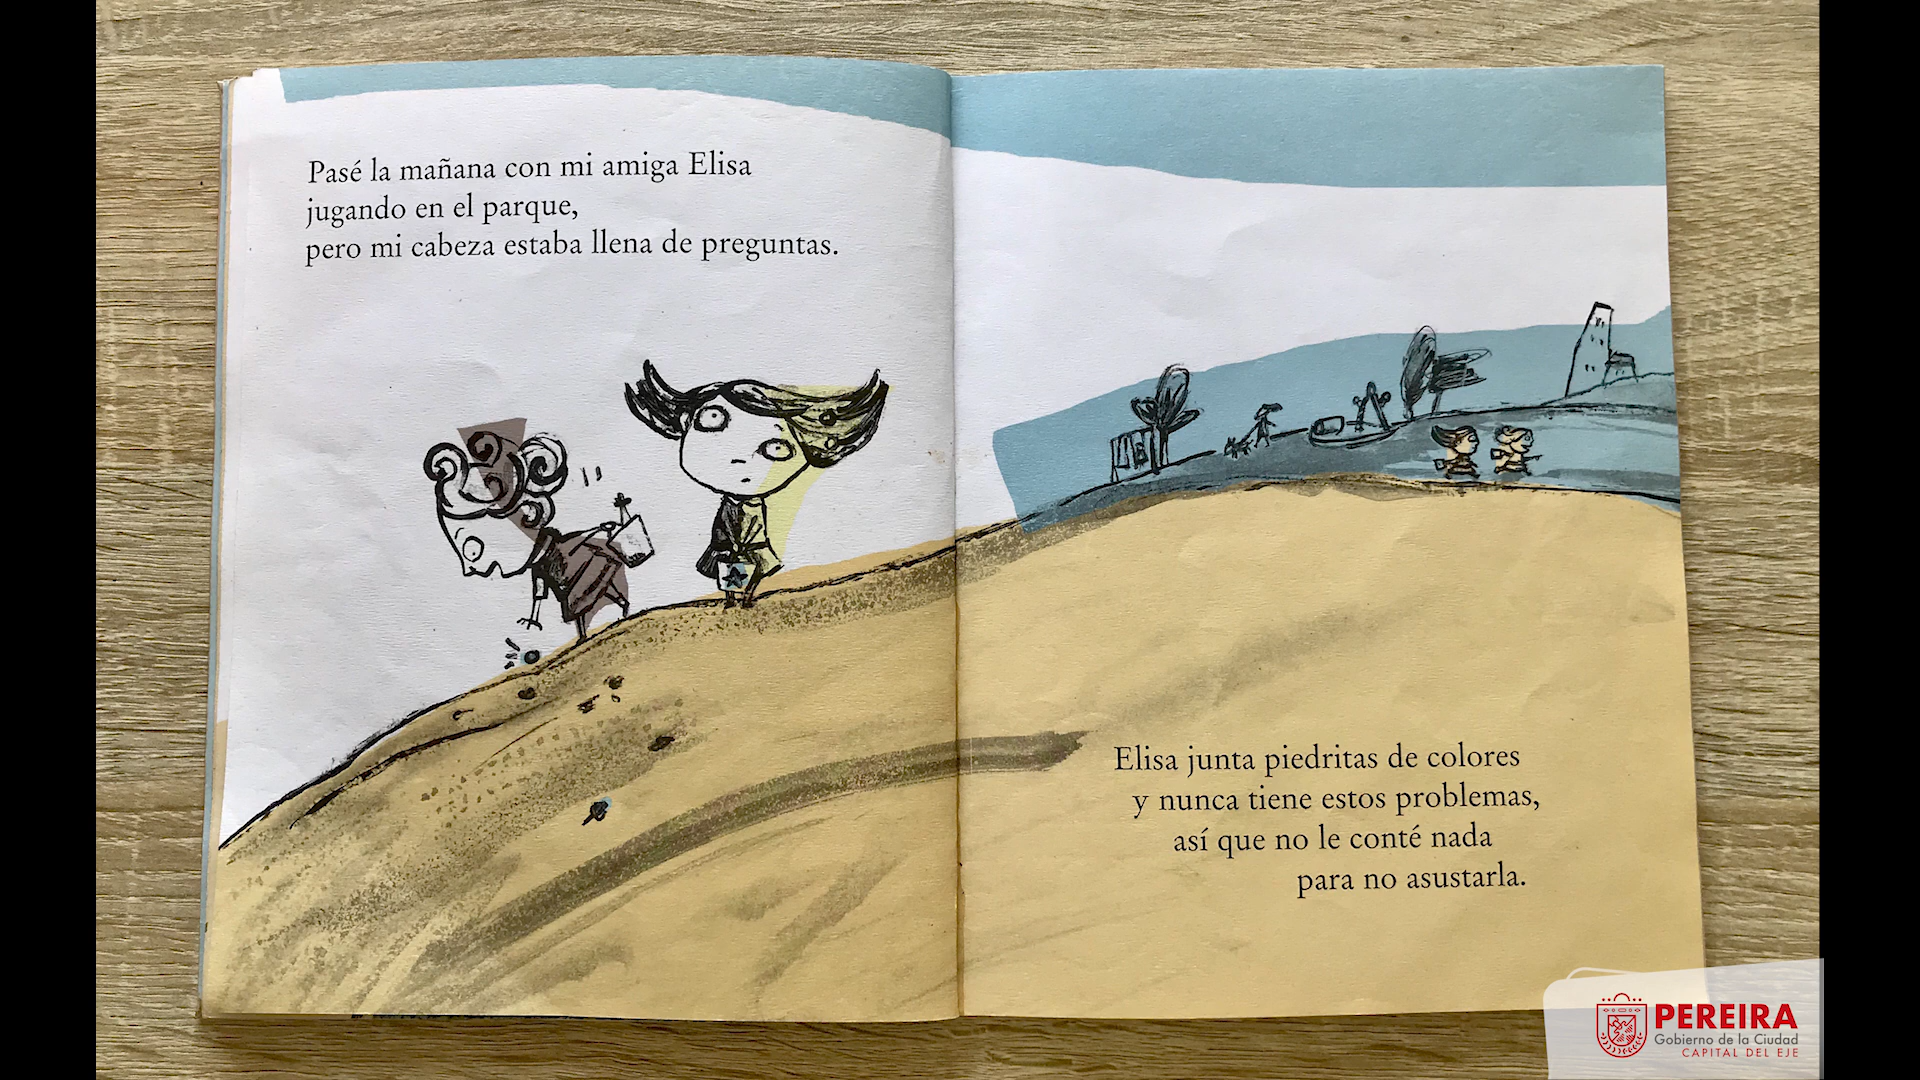 Pasé la mañana con mi amiga Elisa
jugando en el parque,
pero mi cabeza estaba llena de preguntas.
Elisa junta piedritas de colores
y nunca tiene estos problemas,
así que no le conté nada
para no asustarla.
PEREIRA
Gobierno de la Ciudad
CAPITAL DEL EJE